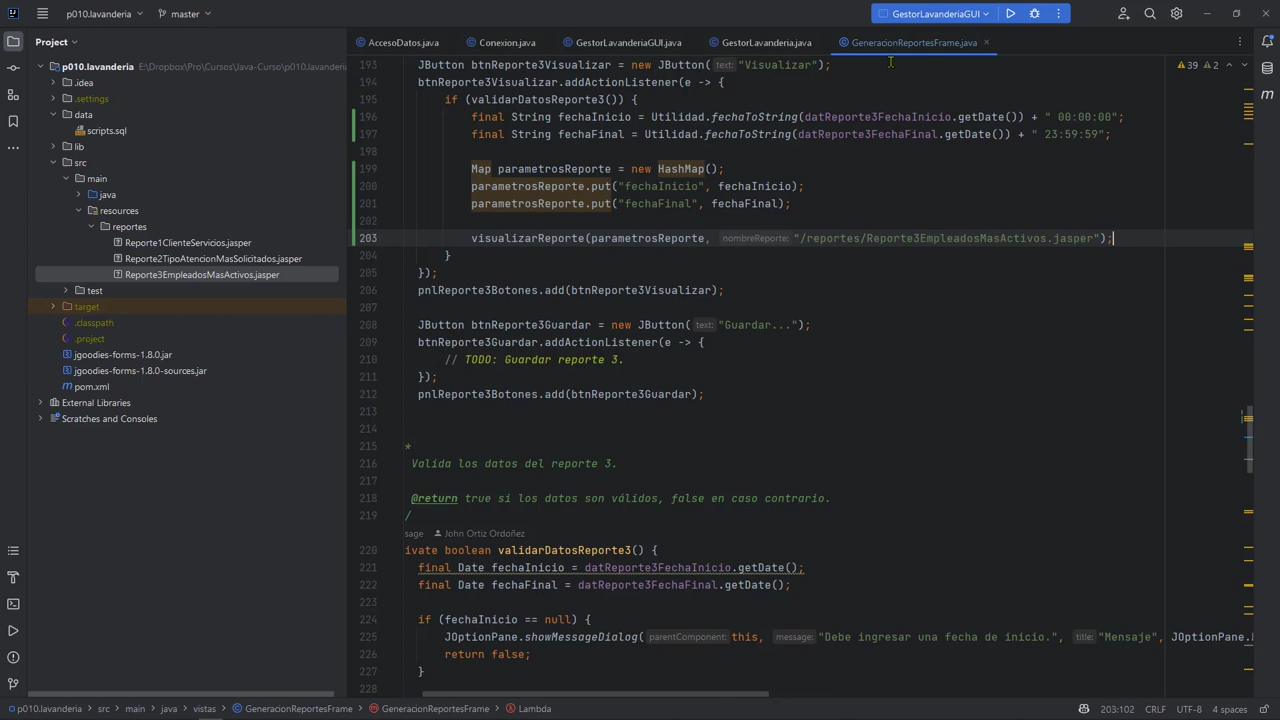 p010.lavanderia
master
GestorLavanderiaGUI
Project
AccesoDatos.java
Conexion.java
GestorLavanderiaGUI.java
GestorLavanderia.java
GeneracionReportesFrame.java
p010.lavanderia E:\Dropbox\Pro\Cursos\Java-Curso\p010.lavanderia
.idea
.settings
data
scripts.sql
lib
src
main
java
resources
reportes
Reporte1ClienteServicios.jasper
Reporte2TipoAtencionMasSolicitados.jasper
Reporte3EmpleadosMasActivos.jasper
test
target
.classpath
.project
jgoodies-forms-1.8.0.jar
jgoodies-forms-1.8.0-sources.jar
pom.xml
External Libraries
Scratches and Consoles
39 2
193 JButton btnReporte3Visualizar = new JButton( text: "Visualizar");
194 btnReporte3Visualizar.addActionListener(e -> {
195 if (validarDatosReporte3()) {
196 final String fechaInicio = Utilidad.fechaToString(datReporte3FechaInicio.getDate()) + " 00:00:00";
197 final String fechaFinal = Utilidad.fechaToString(datReporte3FechaFinal.getDate()) + " 23:59:59";
198
199 Map parametrosReporte = new HashMap();
200 parametrosReporte.put("fechaInicio", fechaInicio);
201 parametrosReporte.put("fechaFinal", fechaFinal);
202
203 visualizarReporte(parametrosReporte, nombreReporte: "/reportes/Reporte3EmpleadosMasActivos.jasper");
204 }
205 });
206 pnlReporte3Botones.add(btnReporte3Visualizar);
207
208 JButton btnReporte3Guardar = new JButton( text: "Guardar...");
209 btnReporte3Guardar.addActionListener(e -> {
210 // TODO: Guardar reporte 3.
211 });
212 pnlReporte3Botones.add(btnReporte3Guardar);
213
214
215 *
216 Valida los datos del reporte 3.
217
218 @return true si los datos son válidos, false en caso contrario.
219 /
sage John Ortiz Ordoñez
220 ivate boolean validarDatosReporte3() {
221 final Date fechaInicio = datReporte3FechaInicio.getDate();
222 final Date fechaFinal = datReporte3FechaFinal.getDate();
223
224 if (fechaInicio == null) {
225 JOptionPane.showMessageDialog( parentComponent: this, message: "Debe ingresar una fecha de inicio.", title: "Mensaje", JOptionPane.
226 return false;
227 }
228
p010.lavanderia > src > main > java > vistas > GeneracionReportesFrame > GeneracionReportesFrame > Lambda
203:102 CRLF UTF-8 4 spaces